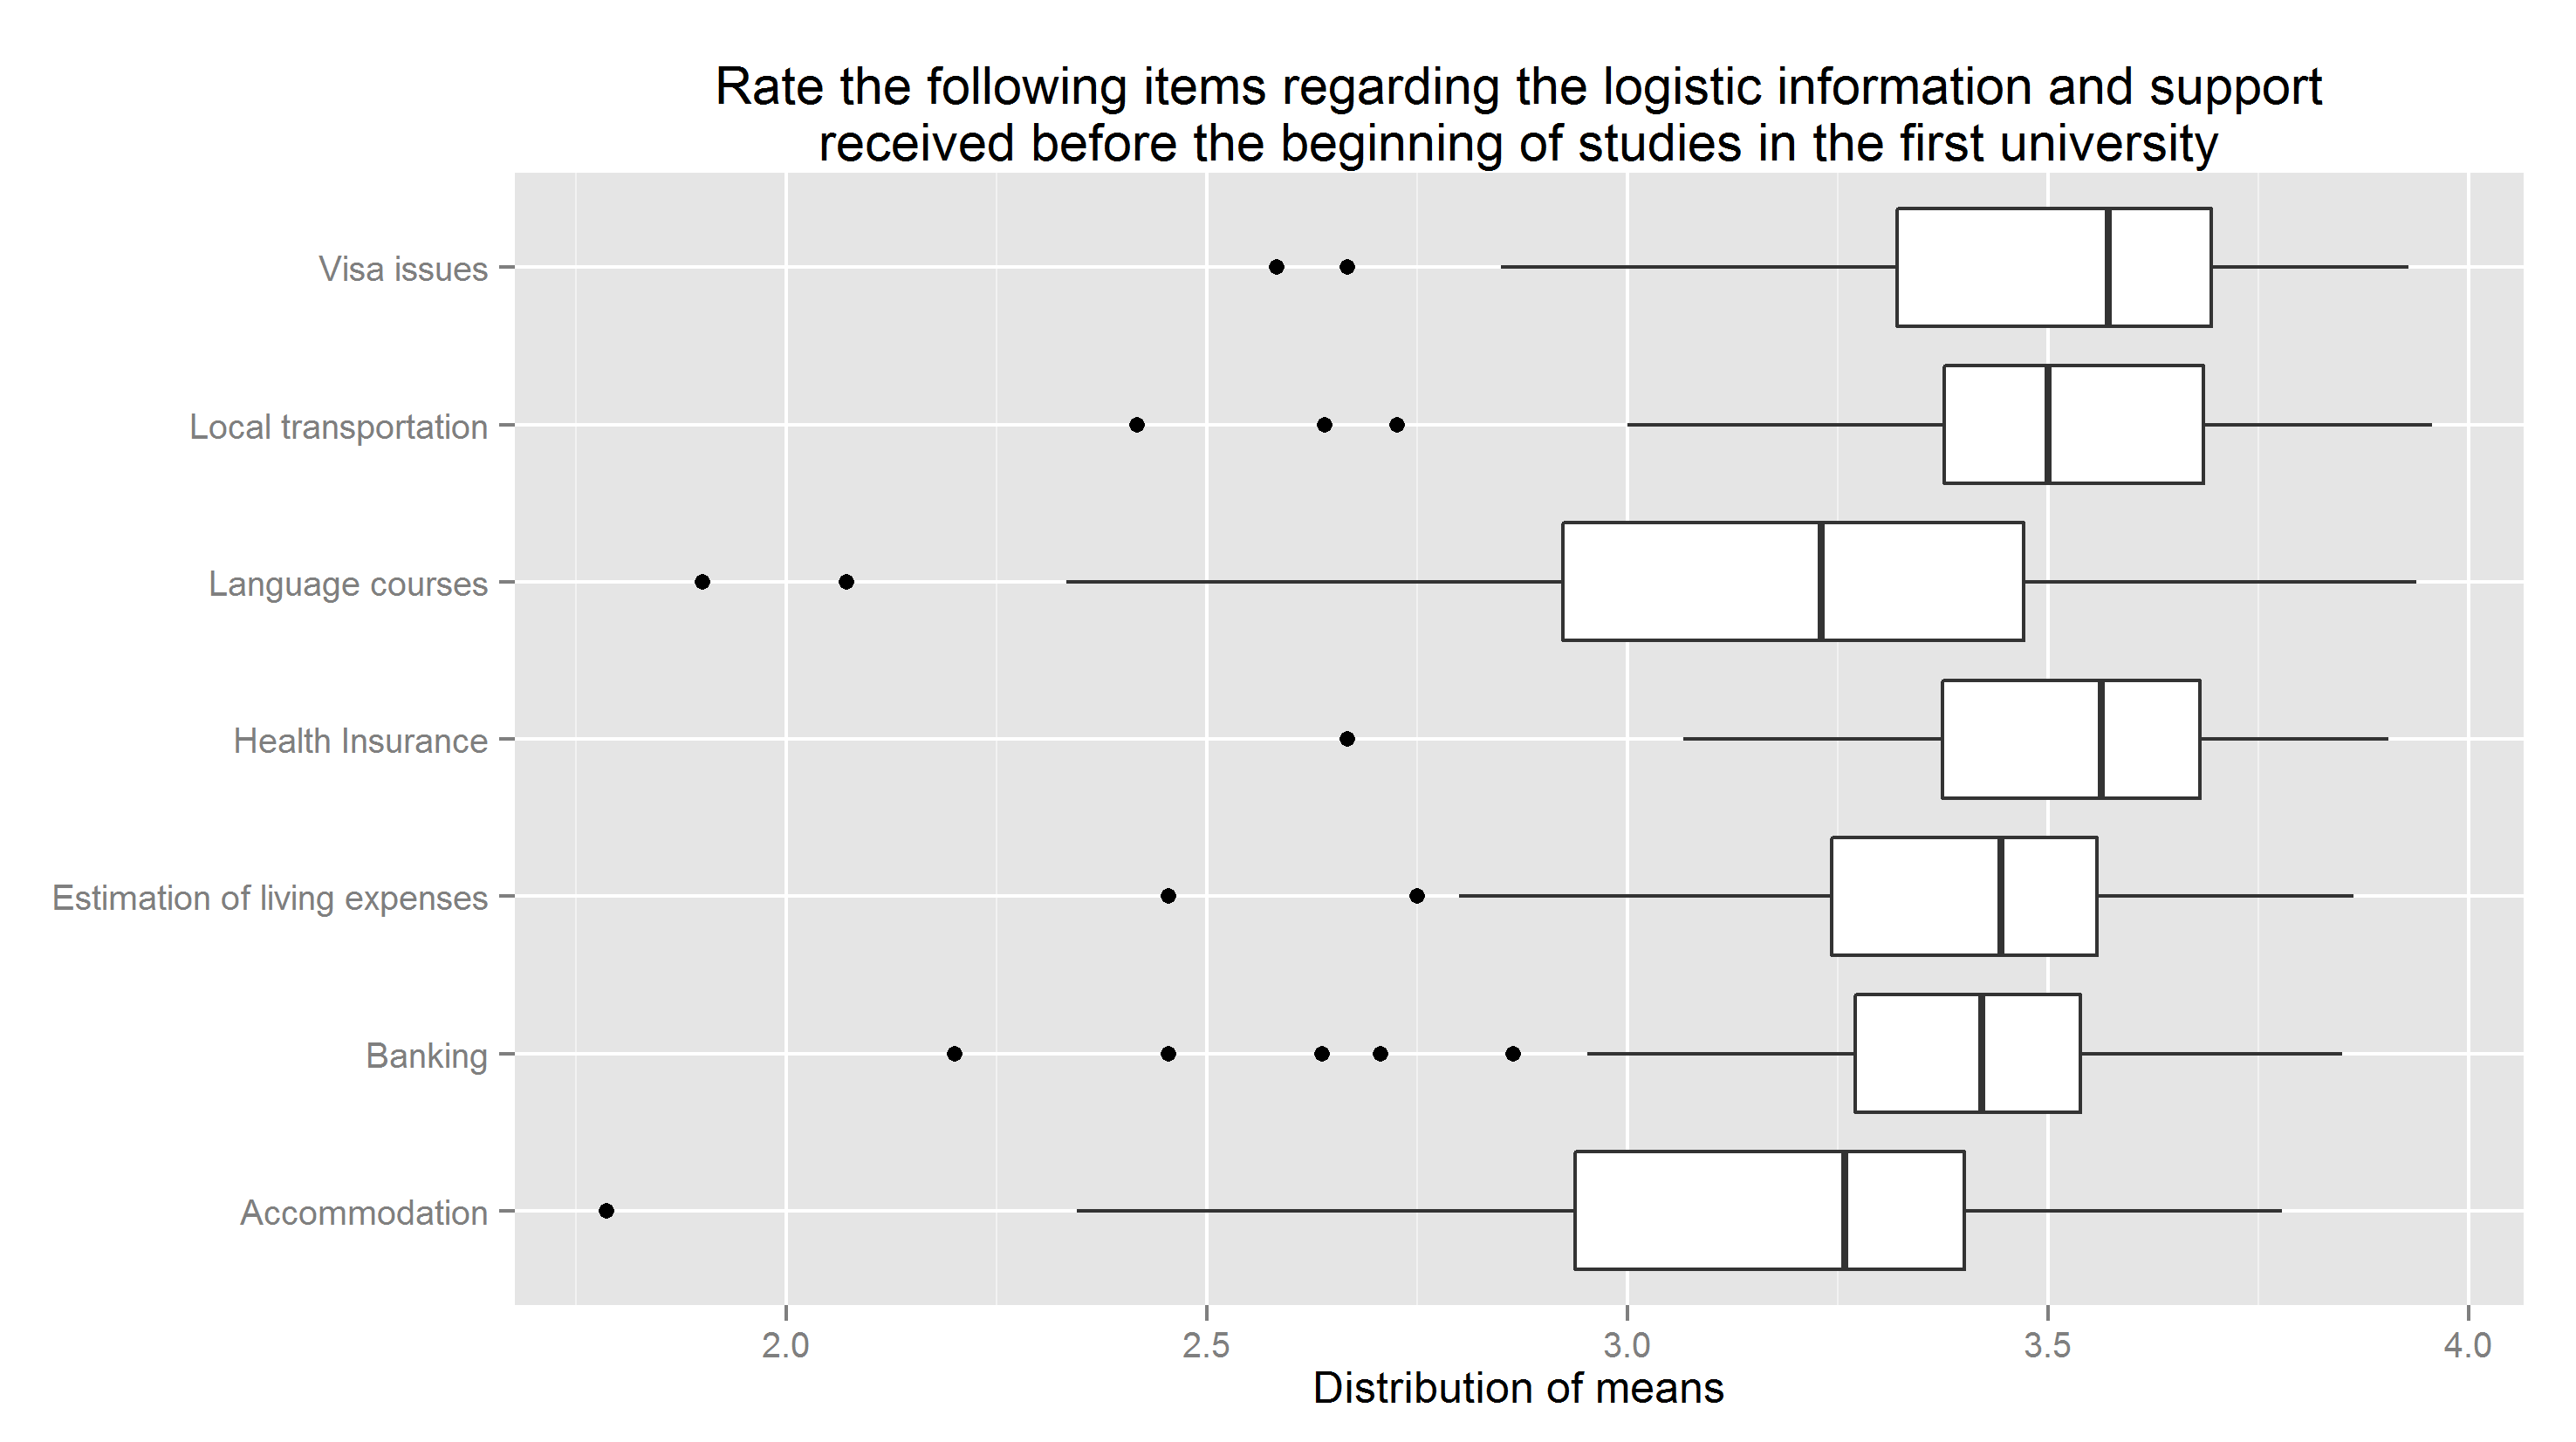 Rate the following items regarding the logistic information and support
received before the beginning of studies in the first university
Visa issues
Local transportation
Language courses
Health Insurance
Estimation of living expenses
Banking
Accommodation
2.0 2.5 3.0 3.5 4.0
Distribution of means